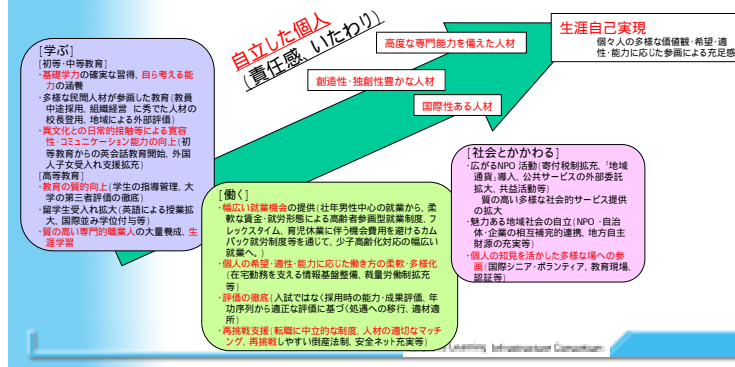 自立した個人
(責任感、いたわり)
高度な専門能力を備えた人材
創造性・独創性豊かな人材
国際性ある人材
生涯自己実現
個々人の多様な価値観・希望・適
性・能力に応じた参画による充足感
[学ぶ]
[初等・中等教育]
・基礎学力の確実な習得、自ら考える能
力の涵養
・多様な民間人材が参画した教育(教員
中途採用、組織経営 に秀でた人材の
校長登用、地域による外部評価)
・異文化との日常的接触等による寛容
性・コミュニケーション能力の向上(初
等教育からの英会話教育開始、外国
人子女受入れ支援拡充)
[高等教育]
・教育の質的向上(学生の指導管理、大
学の第三者評価の徹底)
・留学生受入れ拡大(英語による授業拡
大、国際並み学位付与等)
・質の高い専門的職業人の大量養成、生
涯学習
[働く]
・幅広い就業機会の提供(壮年男性中心の就業から、柔
軟な賃金・就労形態による高齢者参画型就業制度、フ
レックスタイム、育児休業に伴う機会費用を避けるカム
バック就労制度等を通じて、少子高齢化対応の幅広い
就業へ。)
・個人の希望・適性・能力に応じた働き方の柔軟・多様化
(在宅勤務を支える情報基盤整備、裁量労働制拡充
等)
・評価の徹底(入試ではなく採用時の能力・成果評価、年
功序列から適正な評価に基づく処遇への移行、適材適
所)
・再挑戦支援(転職に中立的な制度、人材の適切なマッチ
ング、再挑戦しやすい倒産法制、安全ネット充実等)
[社会とかかわる]
・広がるNPO 活動(寄付税制拡充、「地域
通貨」導入、公共サービスの外部委託
拡大、共益活動等)
質の高い多様な社会的サービス提供
の拡大
・魅力ある地域社会の自立(NPO・自治
体・企業の相互補完的連携、地方自主
財源の充実等)
・個人の知見を活かした多様な場への参
画(国際シニア・ボランティア、教育現場、
認証等)
Learning Infrastructure Consortium